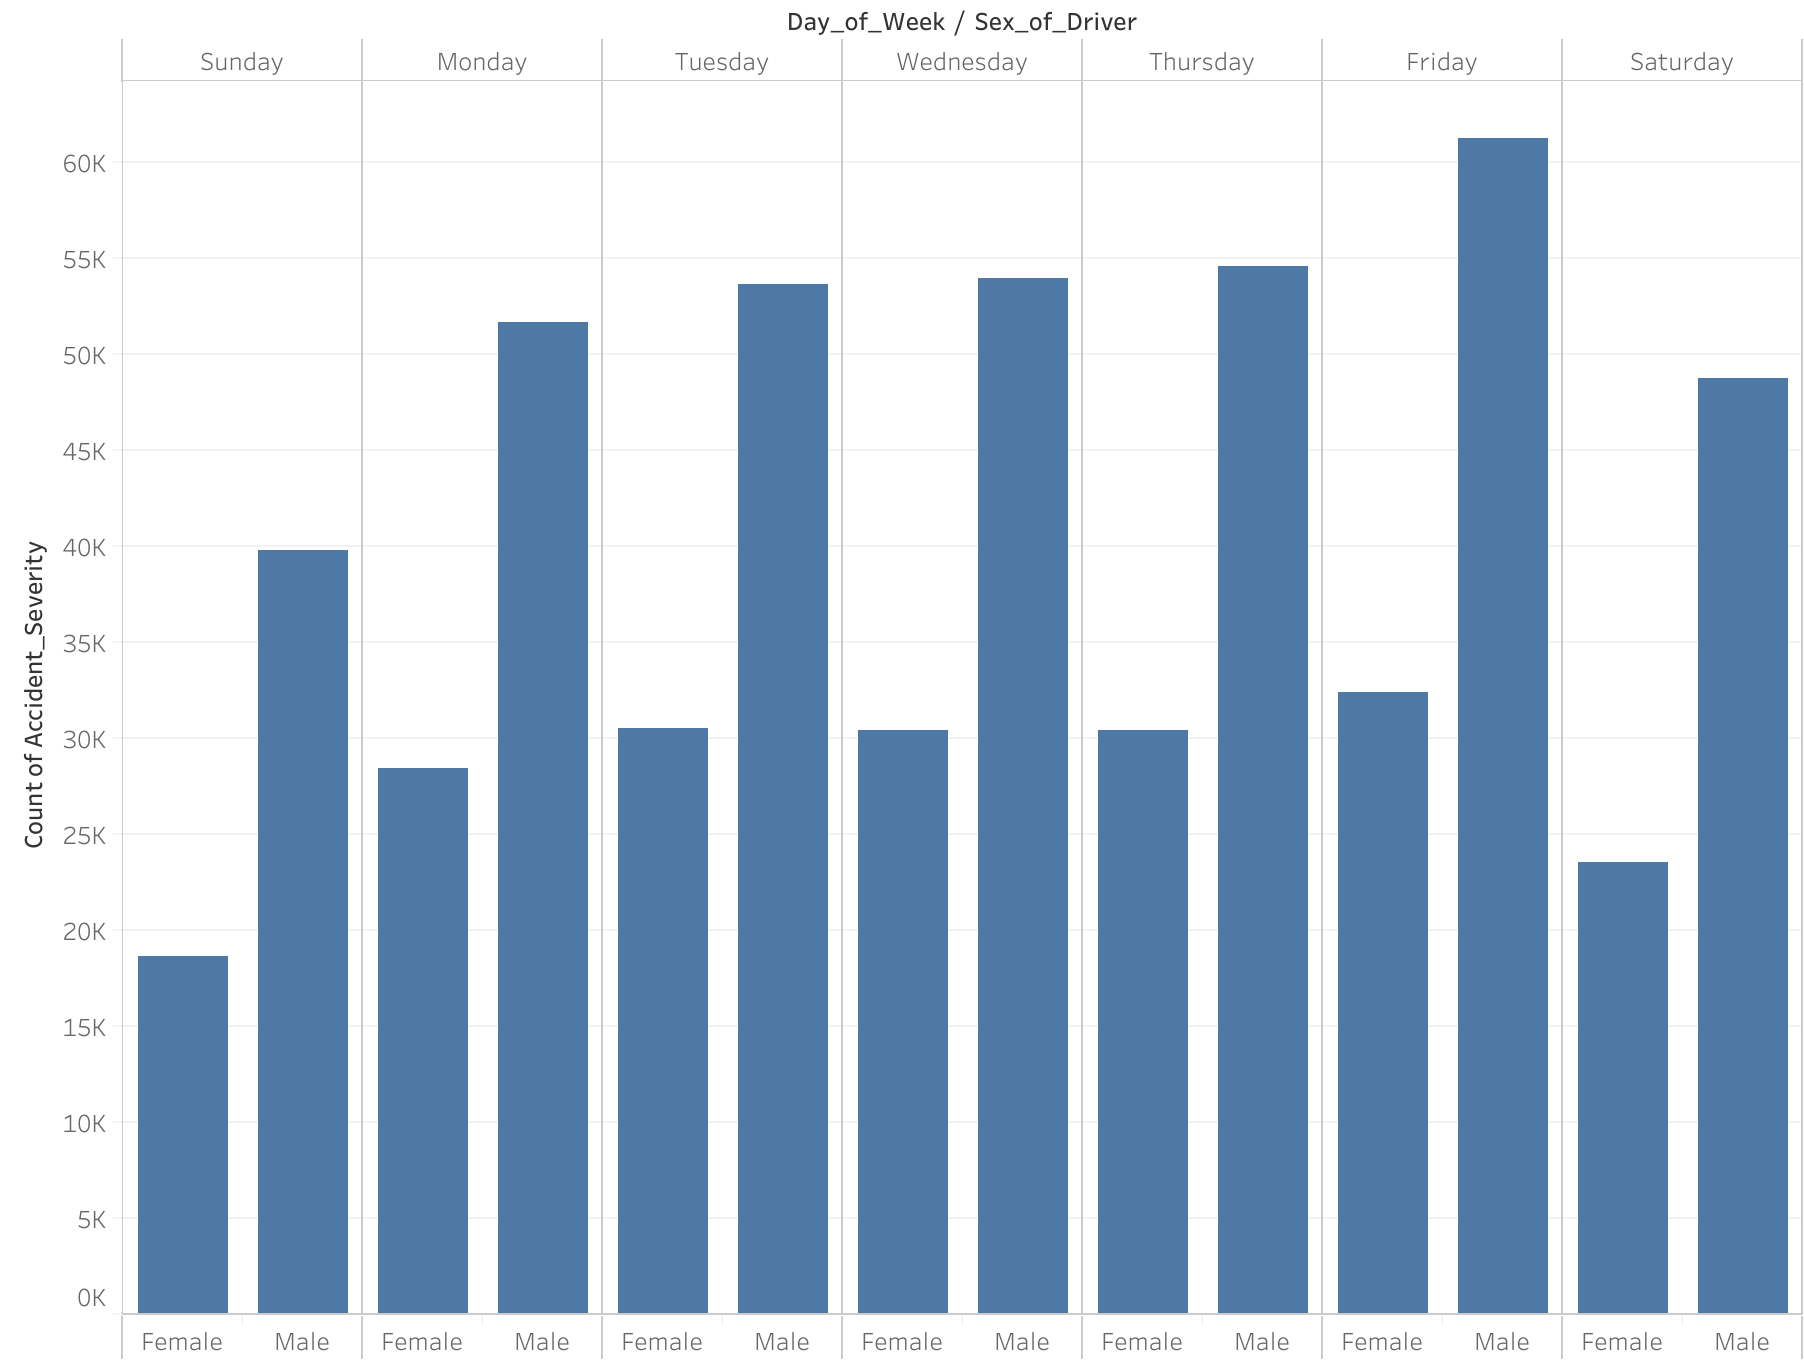 Day_of_Week / Sex_of_Driver
Sunday Monday Tuesday Wednesday Thursday Friday Saturday
60K
55K
50K
45K
40K
35K
30K
25K
20K
15K
10K
5K
0K
Count of Accident_Severity
Female Male Female Male Female Male Female Male Female Male Female Male Female Male